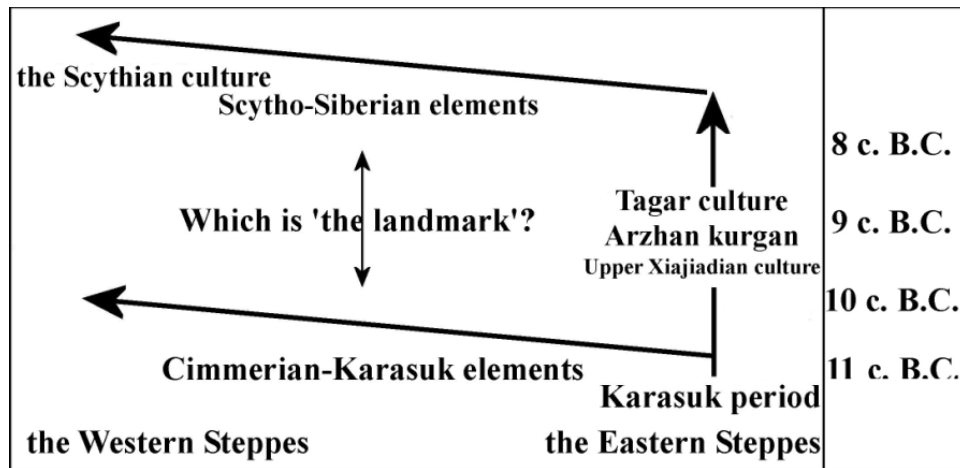 the Scythian culture
Scytho-Siberian elements
8 c. B.C.
Which is 'the landmark'?
Tagar culture
Arzhan kurgan
Upper Xiajiadian culture
9 c. B.C.
10 c. B.C.
Cimmerian-Karasuk elements
11 c. B.C.
Karasuk period
the Western Steppes
the Eastern Steppes